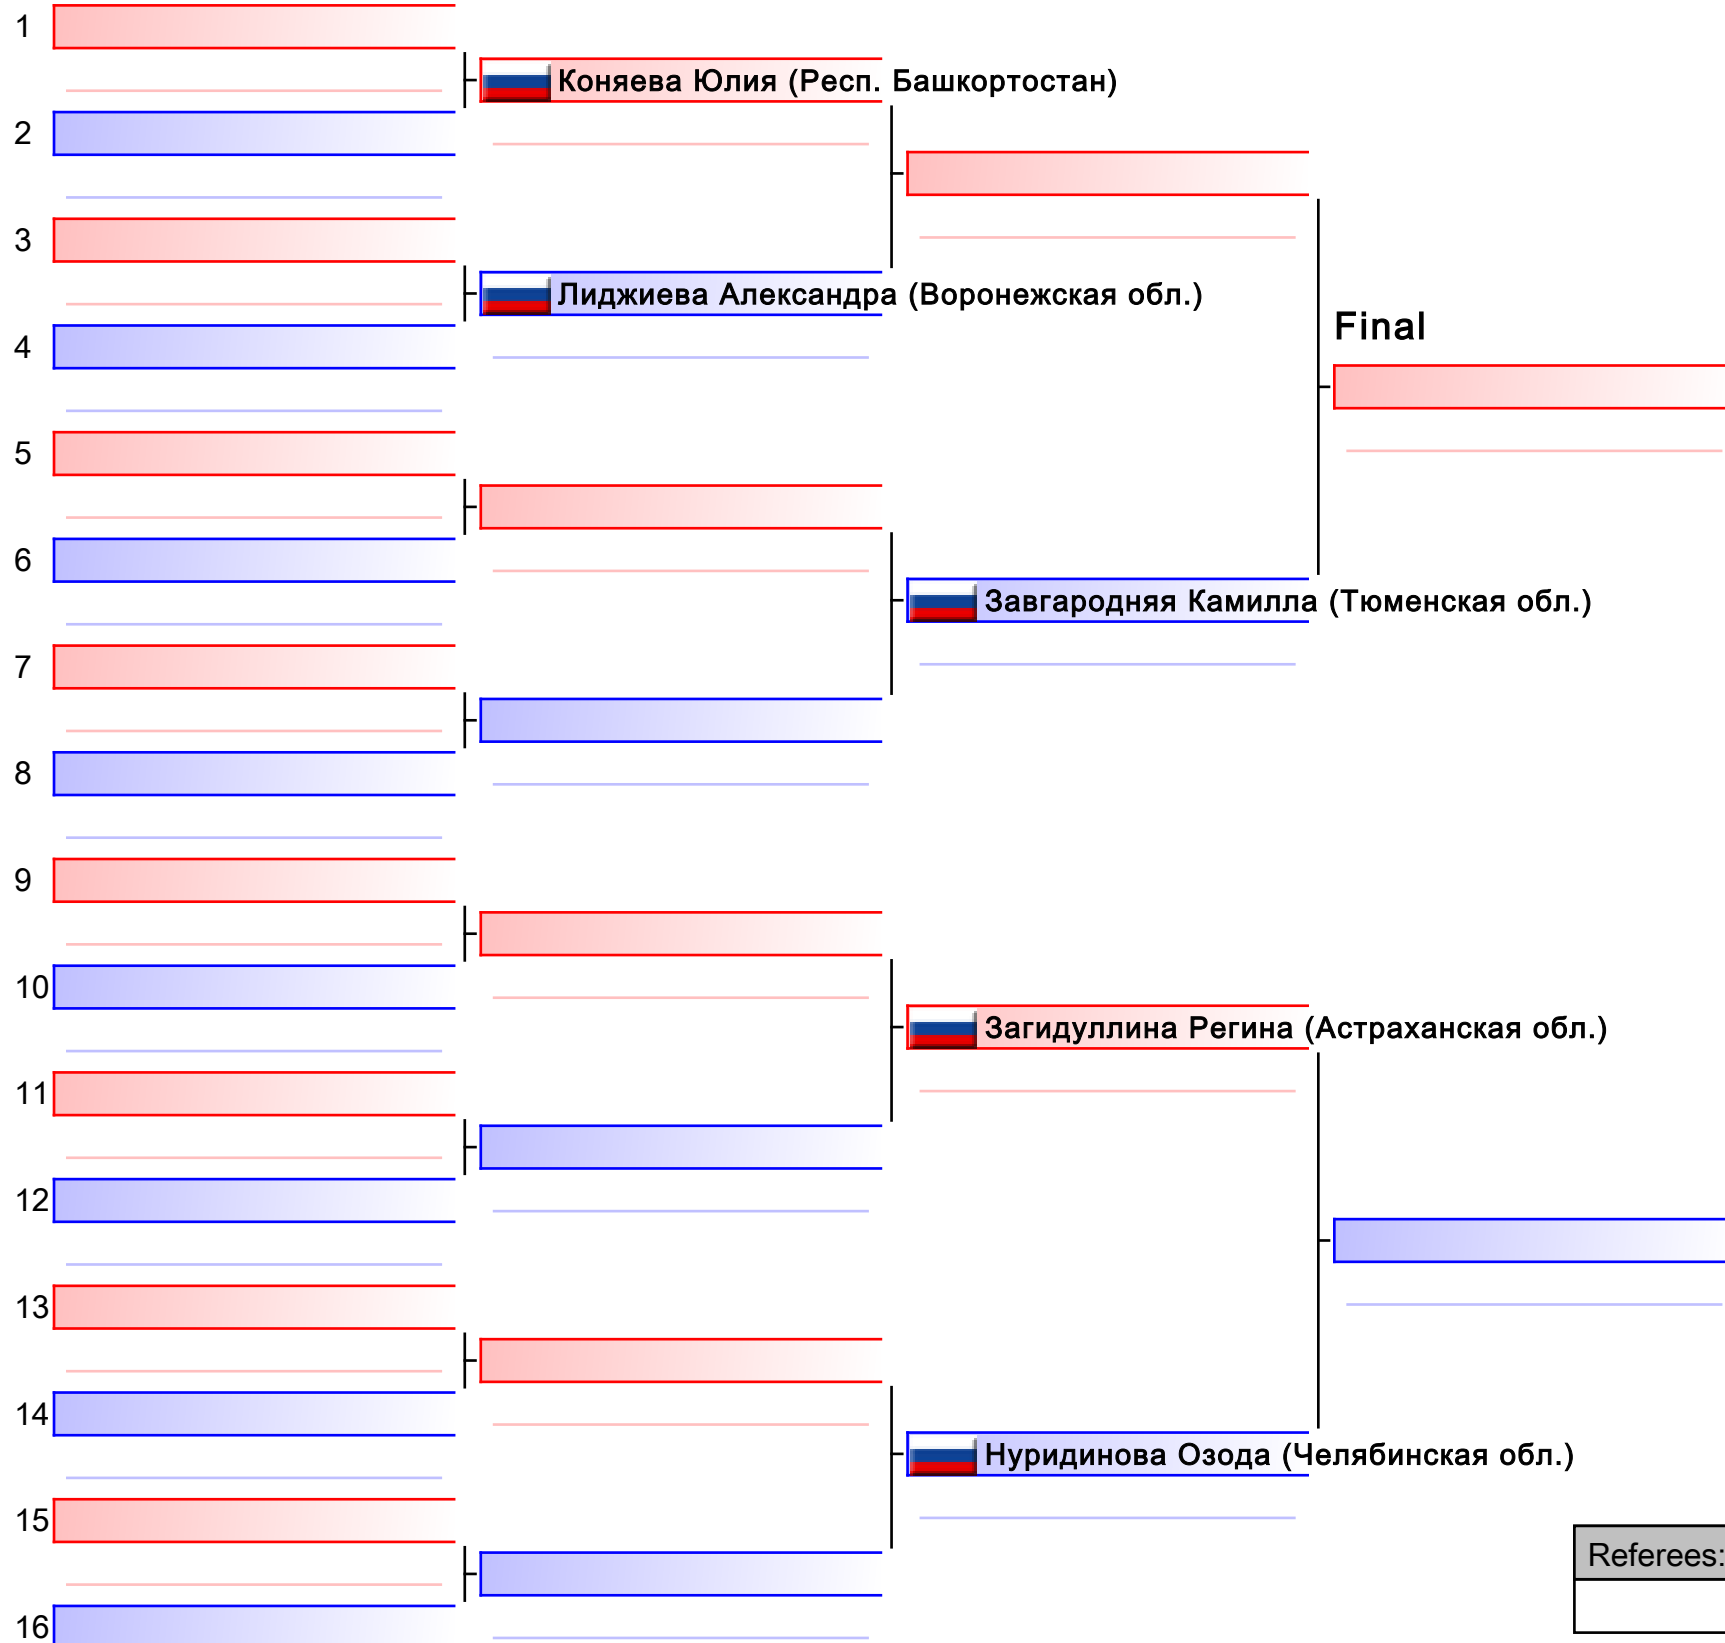 1
Коняева Юлия (Респ. Башкортостан)
2
3
Лиджиева Александра (Воронежская обл.)
Final
4
5
6
Завгародняя Камилла (Тюменская обл.)
7
8
9
10
Загидуллина Регина (Астраханская обл.)
11
12
13
14
Нуридинова Озода (Челябинская обл.)
15
Referees:
16